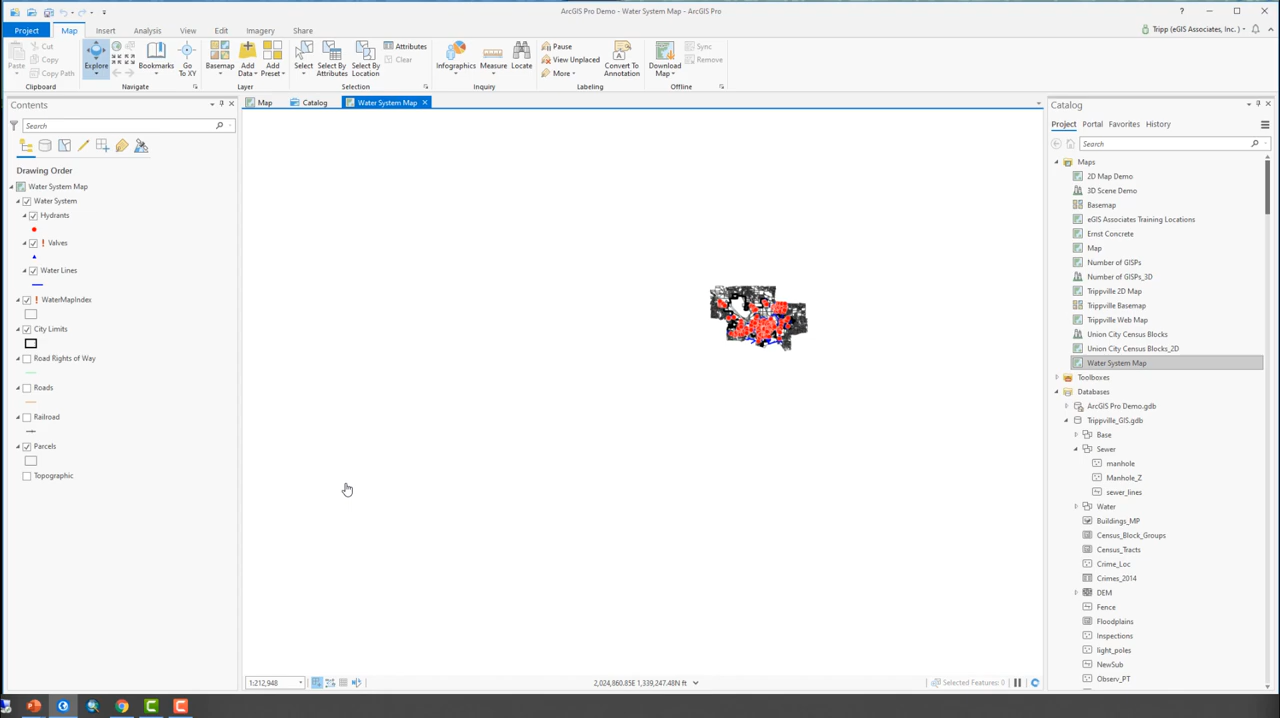 ArcGIS Pro Demo - Water System Map - ArcGIS Pro
?
Project Map Insert Analysis View Edit Imagery Share
Tripp (eGIS Associates, Inc.)
Cut
Copy
Copy Path
Paste
Explore
Bookmarks
Go To XY
Basemap
Add Data
Add Preset
Select
Select By Attributes
Select By Location
Attributes
Clear
Infographics
Measure
Locate
Pause
View Unplaced
More
Convert To Annotation
Download Map
Sync
Remove
Clipboard Navigate Layer Selection Inquiry Labeling Offline
Contents
Search
Drawing Order
Water System Map
Water System
Hydrants
! Valves
Water Lines
! WaterMapIndex
City Limits
Road Rights of Way
Roads
Railroad
Parcels
Topographic
Map Catalog Water System Map
1:212,948
2,024,860.85E 1,339,247.48N ft
Selected Features: 0
Catalog
Project Portal Favorites History
Search
Maps
2D Map Demo
3D Scene Demo
Basemap
eGIS Associates Training Locations
Ernst Concrete
Map
Number of GISPs
Number of GISPs_3D
Trippville 2D Map
Trippville Basemap
Trippville Web Map
Union City Census Blocks
Union City Census Blocks_2D
Water System Map
Toolboxes
Databases
ArcGIS Pro Demo.gdb
Trippville_GIS.gdb
Base
Sewer
manhole
Manhole_Z
sewer_lines
Water
Buildings_MP
Census_Block_Groups
Census_Tracts
Crime_Loc
Crimes_2014
DEM
Fence
Floodplains
Inspections
light_poles
NewSub
Observ_PT